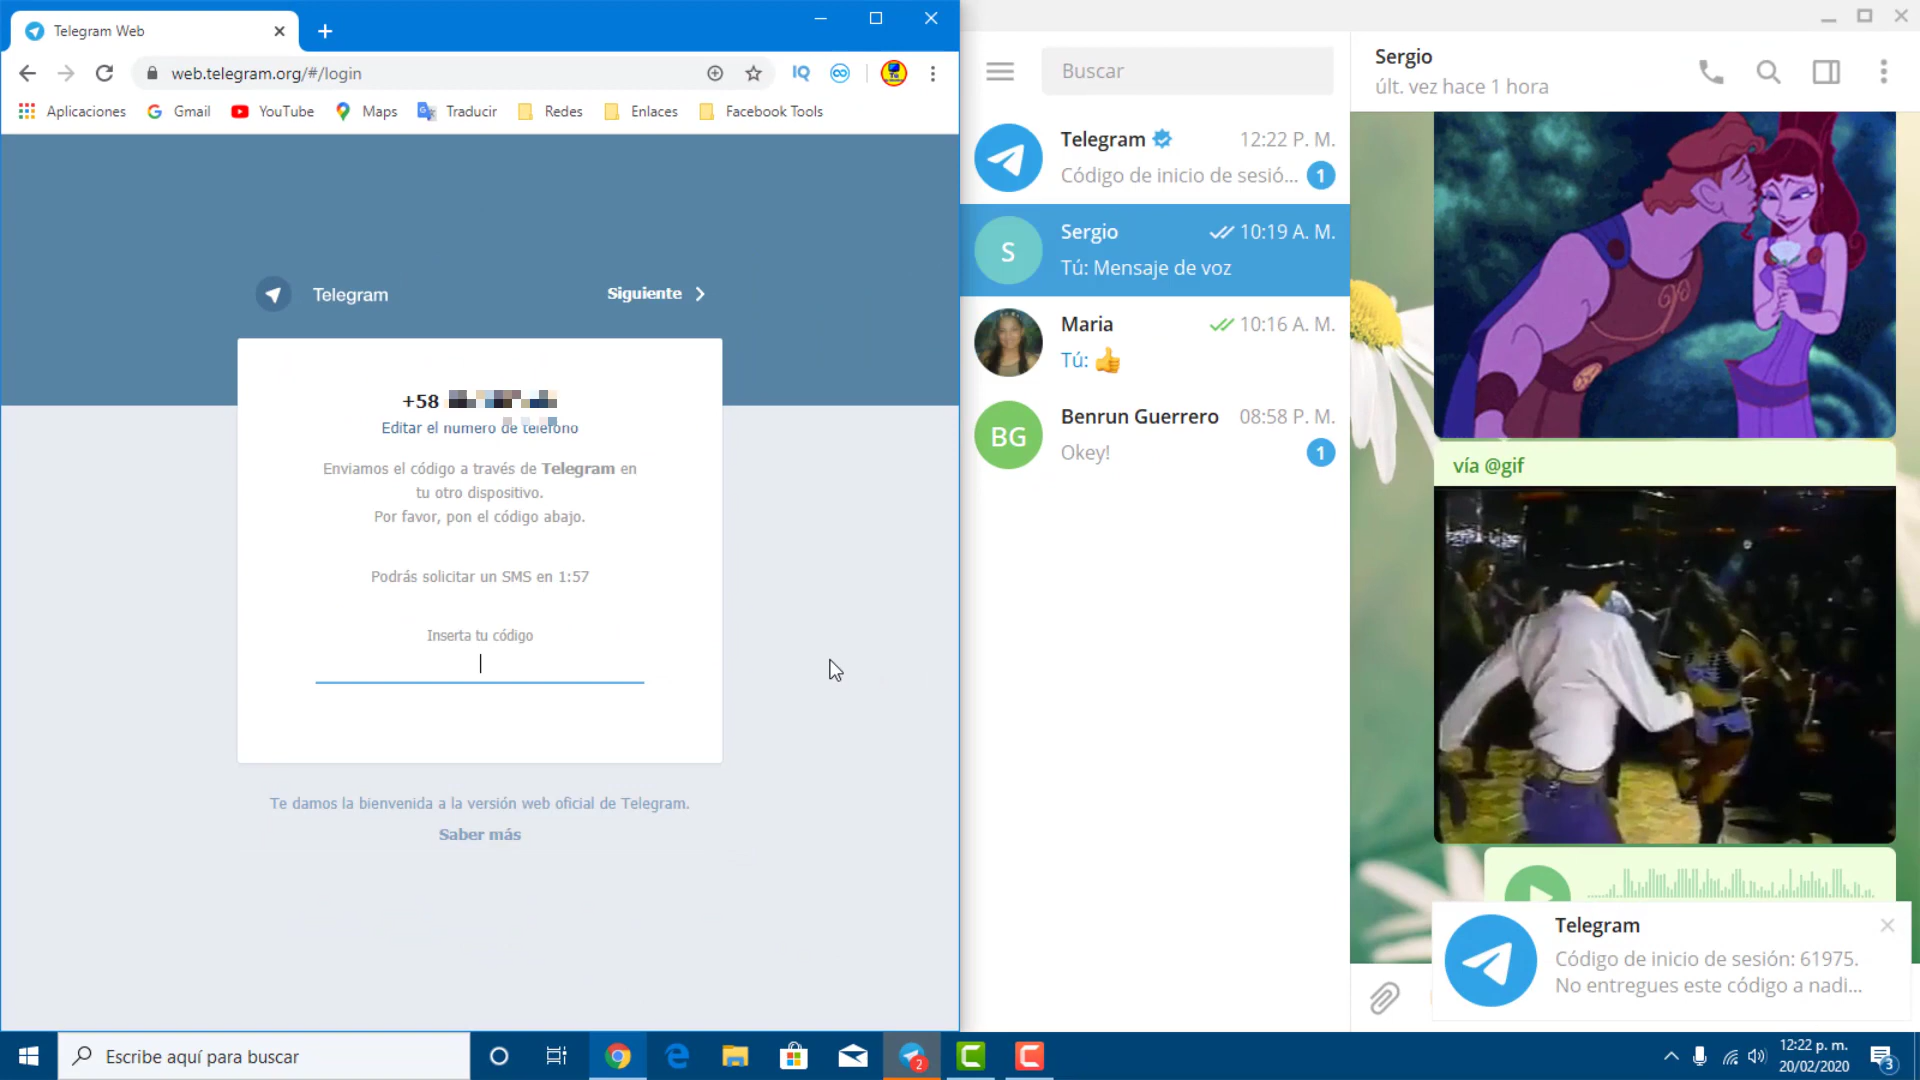 Telegram Web
web.telegram.org/#/login
IQ
Aplicaciones
Gmail
YouTube
Maps
Traducir
Redes
Enlaces
Facebook Tools
Telegram
Siguiente
+58
Editar el número de teléfono
Enviamos el código a través de Telegram en
tu otro dispositivo.
Por favor, pon el código abajo.
Podrás solicitar un SMS en 1:57
Inserta tu código
Te damos la bienvenida a la versión web oficial de Telegram.
Saber más
Buscar
Telegram 12:22 P. M.
Código de inicio de sesió... 1
S
Sergio 10:19 A. M.
Tú: Mensaje de voz
Maria 10:16 A. M.
Tú: 👍
BG
Benrun Guerrero 08:58 P. M.
Okey! 1
Sergio
últ. vez hace 1 hora
vía @gif
Telegram
Código de inicio de sesión: 61975.
No entregues este código a nadi...
Escribe aquí para buscar
2
12:22 p. m.
20/02/2020
3